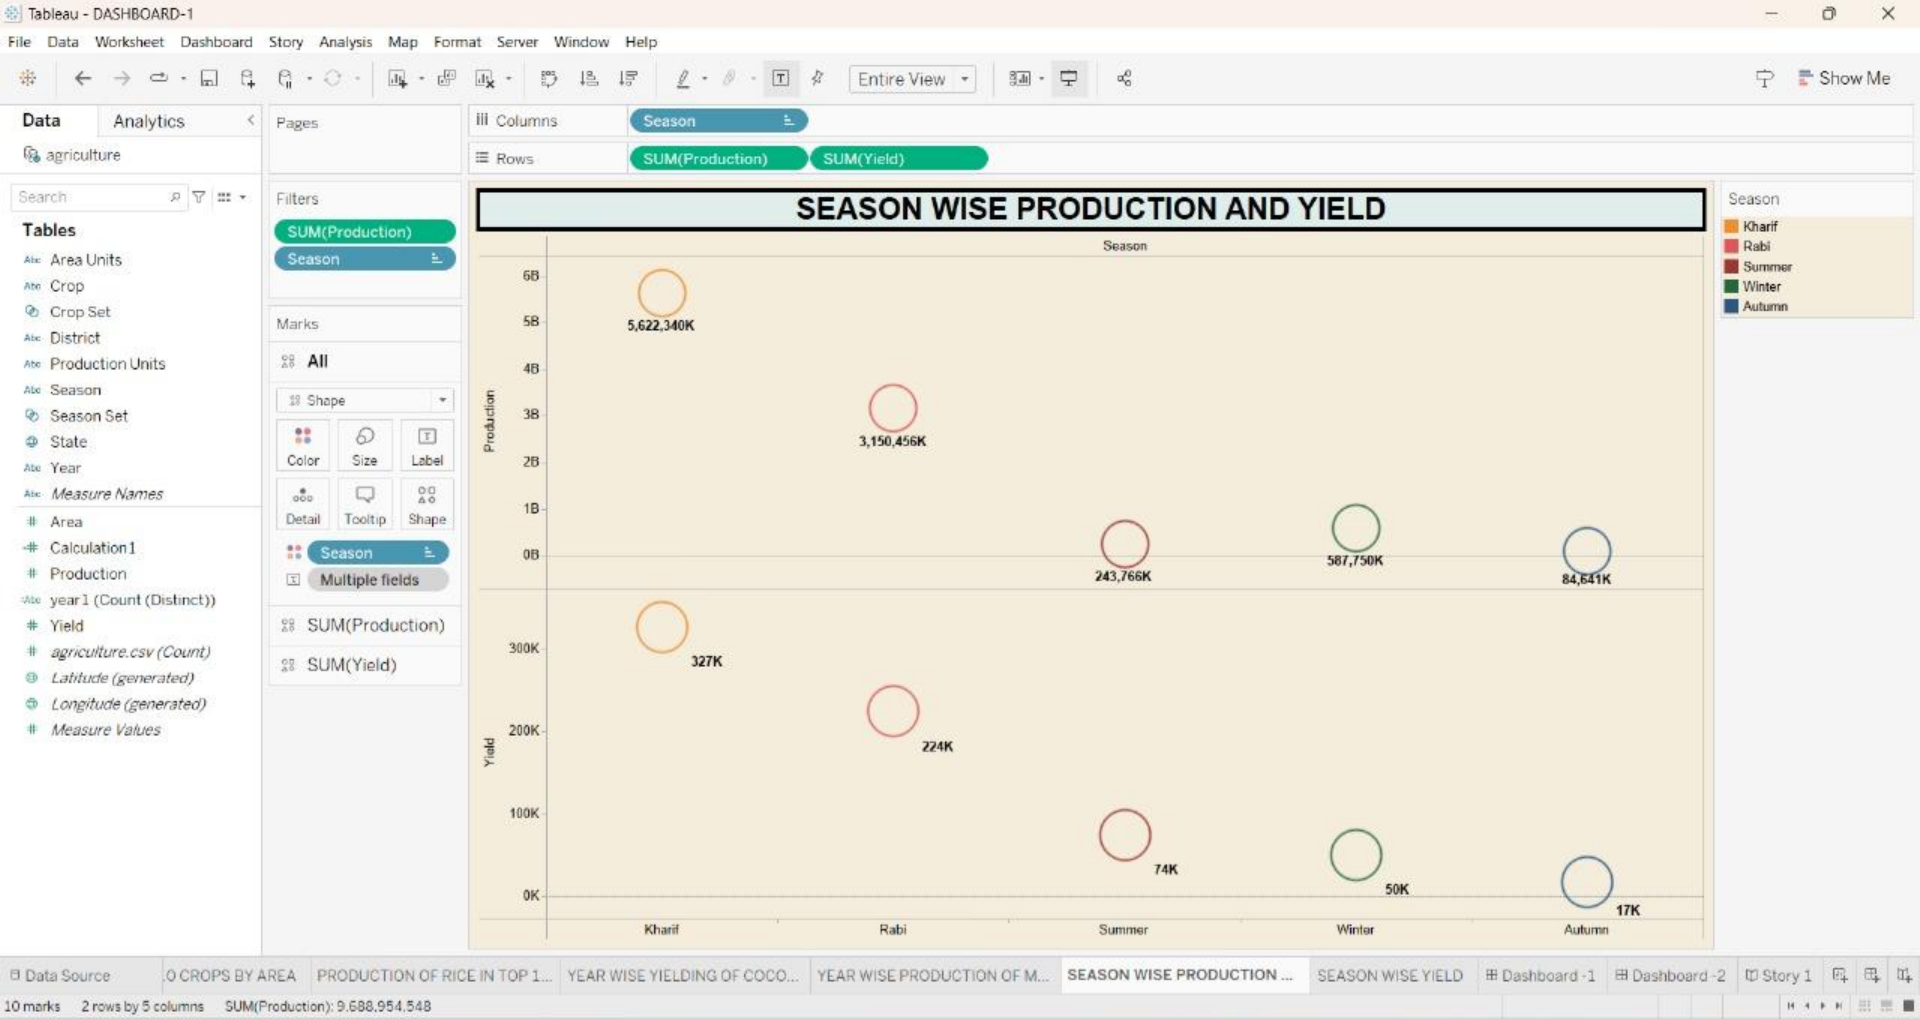 Tableau - DASHBOARD-1
File Data Worksheet Dashboard Story Analysis Map Format Server Window Help
Entire View
Show Me
Data Analytics
agriculture
Search
Tables
Abc Area Units
Abc Crop
Crop Set
Abc District
Abc Production Units
Abc Season
Season Set
State
Abc Year
Abc Measure Names
# Area
=# Calculation1
# Production
=Abc year1 (Count (Distinct))
# Yield
# agriculture.csv (Count)
Latitude (generated)
Longitude (generated)
# Measure Values
Pages
Filters
SUM(Production)
Season
Marks
All
Shape
Color Size Label
Detail Tooltip Shape
Season
Multiple fields
SUM(Production)
SUM(Yield)
Columns Season
Rows SUM(Production) SUM(Yield)
SEASON WISE PRODUCTION AND YIELD
Season
Production
6B
5B
4B
3B
2B
1B
0B
5,622,340K
3,150,456K
243,766K
587,750K
84,641K
Yield
300K
200K
100K
0K
327K
224K
74K
50K
17K
Kharif Rabi Summer Winter Autumn
Season
Kharif
Rabi
Summer
Winter
Autumn
Data Source .O CROPS BY AREA PRODUCTION OF RICE IN TOP 1... YEAR WISE YIELDING OF COCO... YEAR WISE PRODUCTION OF M... SEASON WISE PRODUCTION ... SEASON WISE YIELD Dashboard -1 Dashboard -2 Story 1
10 marks 2 rows by 5 columns SUM(Production): 9,688,954,548